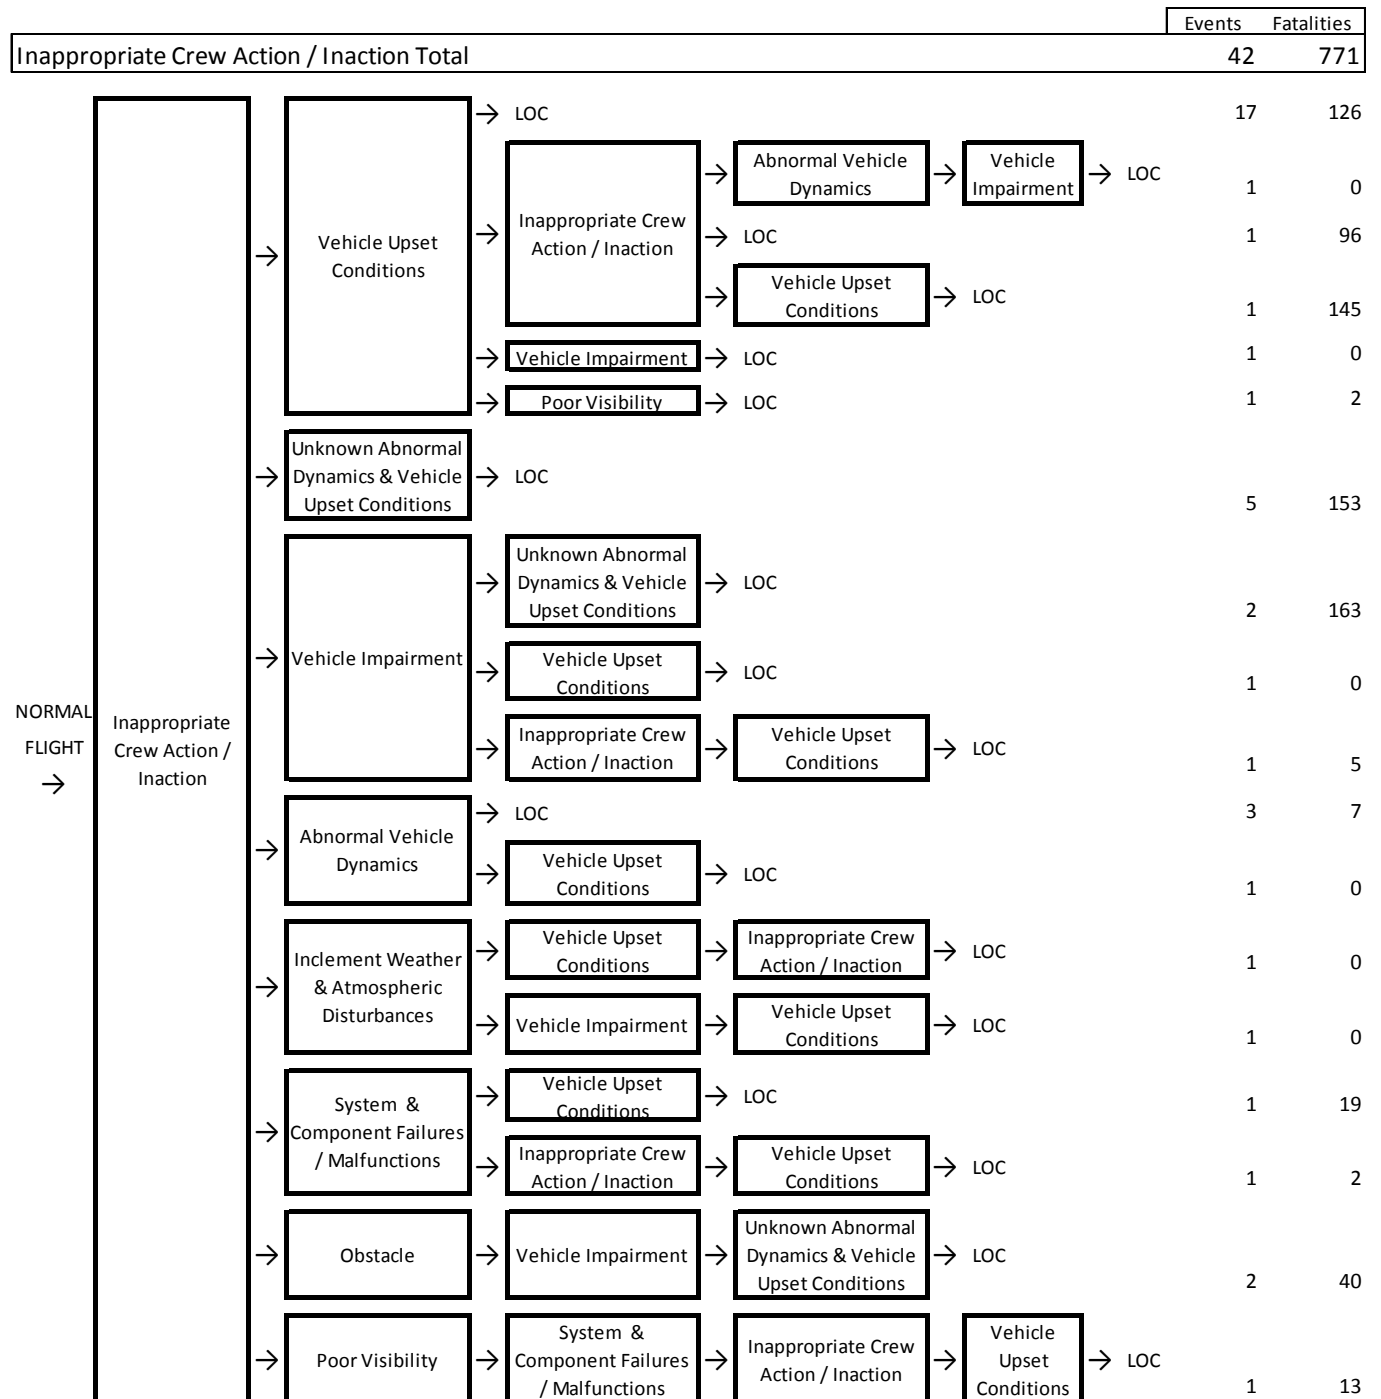 Events Fatalities
Inappropriate Crew Action / Inaction Total 42 771
NORMAL
FLIGHT
→
Inappropriate
Crew Action /
Inaction
→ Vehicle Upset
Conditions
→ LOC 17 126
→ Inappropriate Crew
Action / Inaction
→ Abnormal Vehicle
Dynamics
→ Vehicle
Impairment
→ LOC
1 0
→ LOC 1 96
→ Vehicle Upset
Conditions
→ LOC
1 145
→ Vehicle Impairment → LOC 1 0
→ Poor Visibility → LOC 1 2
→ Unknown Abnormal
Dynamics & Vehicle
Upset Conditions
→ LOC
5 153
→ Vehicle Impairment
→ Unknown Abnormal
Dynamics & Vehicle
Upset Conditions
→ LOC
2 163
→ Vehicle Upset
Conditions
→ LOC
1 0
→ Inappropriate Crew
Action / Inaction
→ Vehicle Upset
Conditions
→ LOC
1 5
→ Abnormal Vehicle
Dynamics
→ LOC 3 7
→ Vehicle Upset
Conditions
→ LOC
1 0
→ Inclement Weather
& Atmospheric
Disturbances
→ Vehicle Upset
Conditions
→ Inappropriate Crew
Action / Inaction
→ LOC
1 0
→ Vehicle Impairment
→ Vehicle Upset
Conditions
→ LOC
1 0
→ System &
Component Failures
/ Malfunctions
→ Vehicle Upset
Conditions
→ LOC
1 19
→ Inappropriate Crew
Action / Inaction
→ Vehicle Upset
Conditions
→ LOC
1 2
→ Obstacle
→ Vehicle Impairment
→ Unknown Abnormal
Dynamics & Vehicle
Upset Conditions
→ LOC
2 40
→ Poor Visibility
→ System &
Component Failures
/ Malfunctions
→ Inappropriate Crew
Action / Inaction
→ Vehicle
Upset
Conditions
→ LOC
1 13